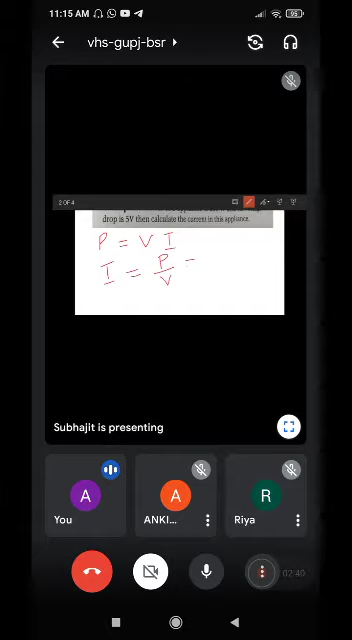 11:15 AM
95
vhs-gupj-bsr
2 OF 4
drop is 5V then calculate the current in this appliance.
P = V I
I = P/V =
Subhajit is presenting
A
You
A
ANKI...
R
Riya
02:40